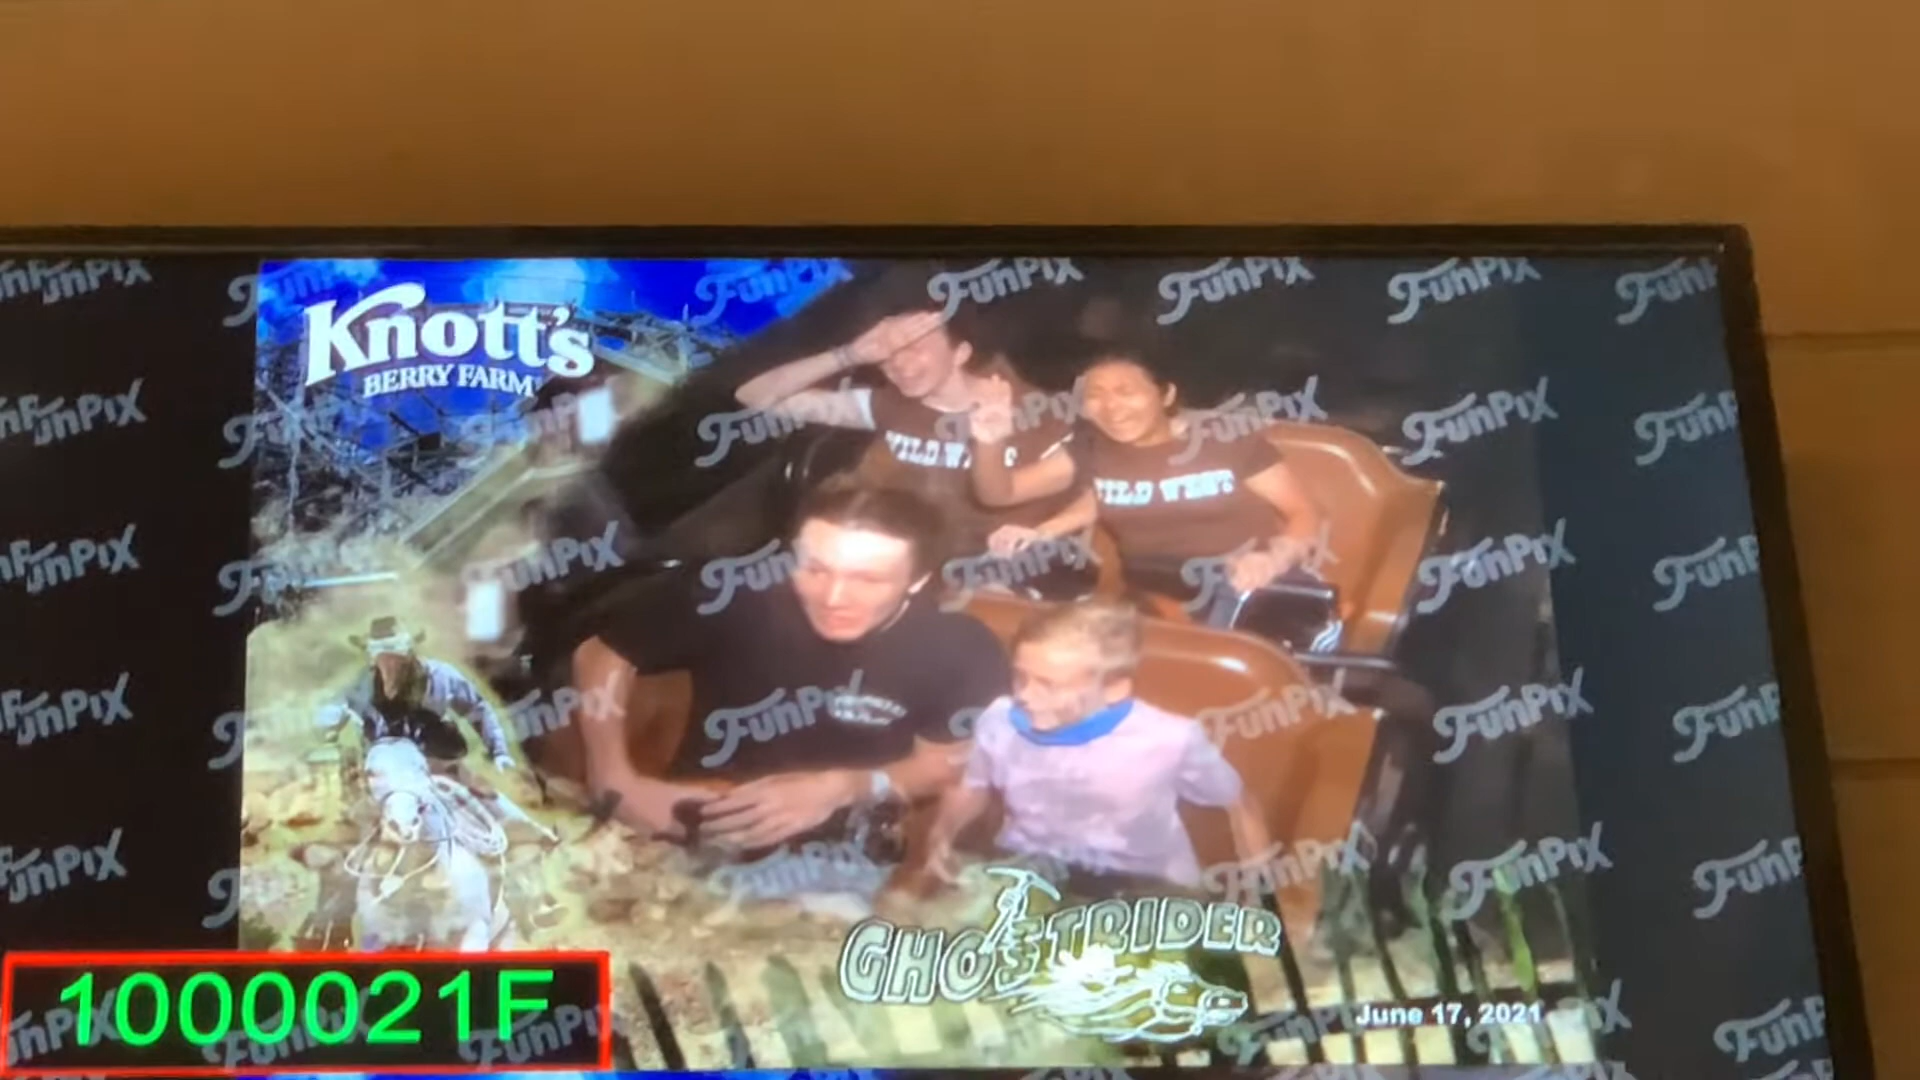 Knott's
BERRY FARM
FunPix
WILD WEST
GHOSTRIDER
June 17, 2021
1000021F